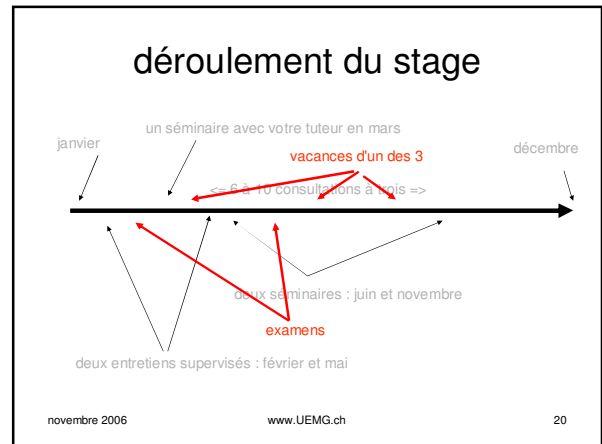 déroulement du stage
un séminaire avec votre tuteur en mars
janvier
décembre
vacances d'un des 3
<= 6 à 10 consultations à trois =>
deux séminaires : juin et novembre
examens
deux entretiens supervisés : février et mai
novembre 2006
www.UEMG.ch
20